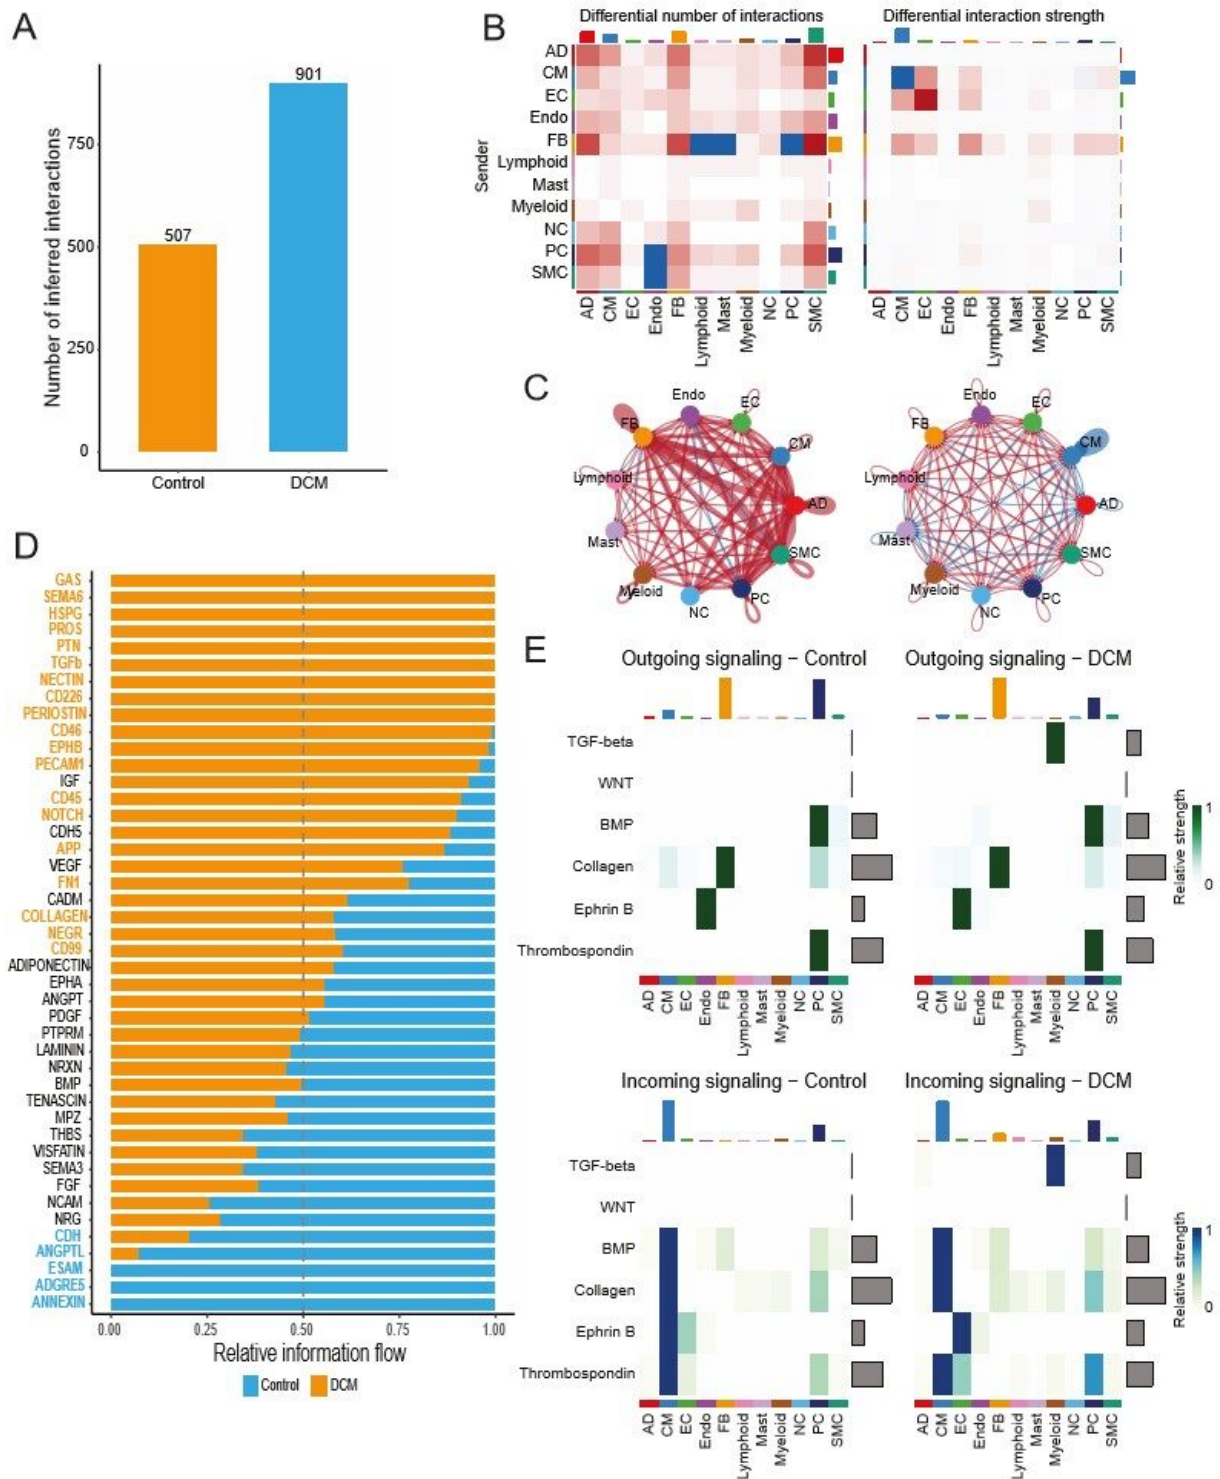 A
Number of inferred interactions
750
500
250
0
507
901
Control
DCM
B
Differential number of interactions
Differential interaction strength
Sender
AD
CM
EC
Endo
FB
Lymphoid
Mast
Myeloid
NC
PC
SMC
AD
CM
EC
Endo
FB
Lymphoid
Mast
Myeloid
NC
PC
SMC
AD
CM
EC
Endo
FB
Lymphoid
Mast
Myeloid
NC
PC
SMC
C
Endo
EC
CM
AD
SMC
PC
NC
Myeloid
Mast
Lymphoid
FB
Endo
EC
CM
AD
SMC
PC
NC
Myeloid
Mast
Lymphoid
FB
D
GAS
SEMA6
HSPG
PROS
PTN
TGFb
NECTIN
CD226
PERIOSTIN
CD46
EPHB
PECAM1
IGF
CD45
NOTCH
CDH5
APP
VEGF
FN1
CADM
COLLAGEN
NEGR
CD99
ADIPONECTIN
EPHA
ANGPT
PDGF
PTPRM
LAMININ
NRXN
BMP
TENASCIN
MPZ
THBS
VISFATIN
SEMA3
FGF
NCAM
NRG
CDH
ANGPTL
ESAM
ADGRE5
ANNEXIN
0.00
0.25
0.50
0.75
1.00
Relative information flow
Control
DCM
E
Outgoing signaling – Control
Outgoing signaling – DCM
TGF-beta
WNT
BMP
Collagen
Ephrin B
Thrombospondin
AD
CM
EC
Endo
FB
Lymphoid
Mast
Myeloid
NC
PC
SMC
AD
CM
EC
Endo
FB
Lymphoid
Mast
Myeloid
NC
PC
SMC
Relative strength
1
0
Incoming signaling – Control
Incoming signaling – DCM
TGF-beta
WNT
BMP
Collagen
Ephrin B
Thrombospondin
AD
CM
EC
Endo
FB
Lymphoid
Mast
Myeloid
NC
PC
SMC
AD
CM
EC
Endo
FB
Lymphoid
Mast
Myeloid
NC
PC
SMC
Relative strength
1
0